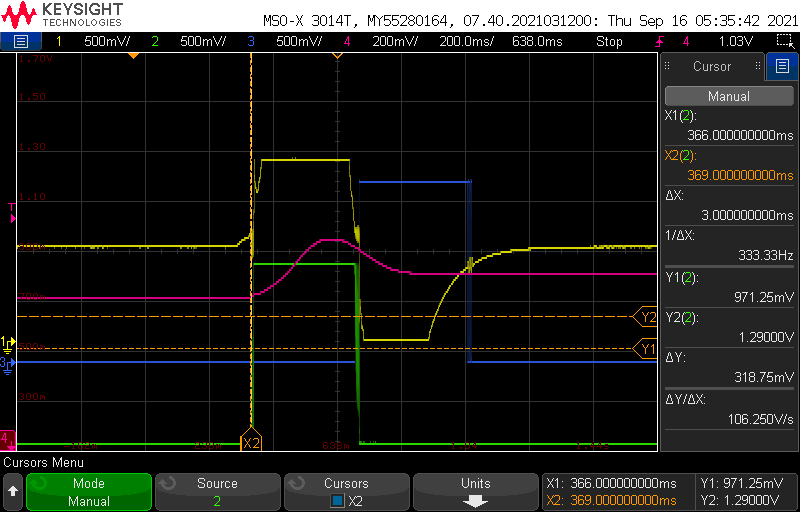 KEYSIGHT
TECHNOLOGIES
MSO-X 3014T, MY55280164, 07.40.2021031200: Thu Sep 16 05:35:42 2021
1 500mV/ 2 500mV/ 3 500mV/ 4 200mV/ 200.0ms/ 638.0ms Stop 4 1.03V
1.70V
1.50
1.30
1.10
300m
T
1
3
4
Y2
Y1
X2
Cursor
Manual
X1(2):
366.000000000ms
X2(2):
369.000000000ms
ΔX:
3.000000000ms
1/ΔX:
333.33Hz
Y1(2):
971.25mV
Y2(2):
1.29000V
ΔY:
318.75mV
ΔY/ΔX:
106.250V/s
Cursors Menu
Mode
Manual
Source
2
Cursors
X2
Units
X1: 366.000000000ms
X2: 369.000000000ms
Y1: 971.25mV
Y2: 1.29000V